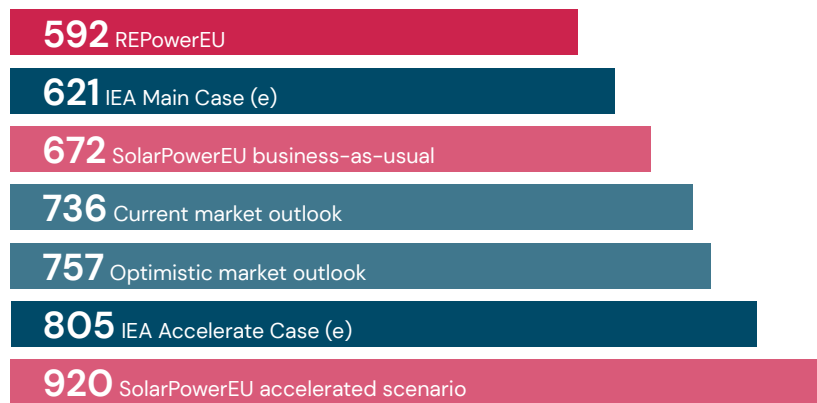 592 REPowerEU
621 IEA Main Case (e)
672 SolarPowerEU business-as-usual
736 Current market outlook
757 Optimistic market outlook
805 IEA Accelerate Case (e)
920 SolarPowerEU accelerated scenario